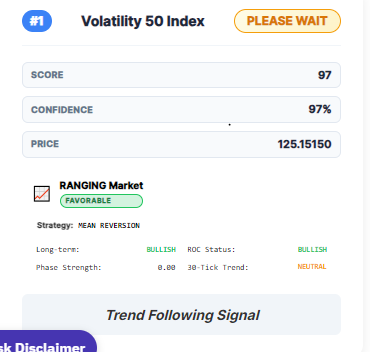 #1 Volatility 50 Index PLEASE WAIT
SCORE 97
CONFIDENCE 97%
PRICE 125.15150
RANGING Market
FAVORABLE
Strategy: MEAN REVERSION
Long-term: BULLISH ROC Status: BULLISH
Phase Strength: 0.00 30-Tick Trend: NEUTRAL
Trend Following Signal
sk Disclaimer